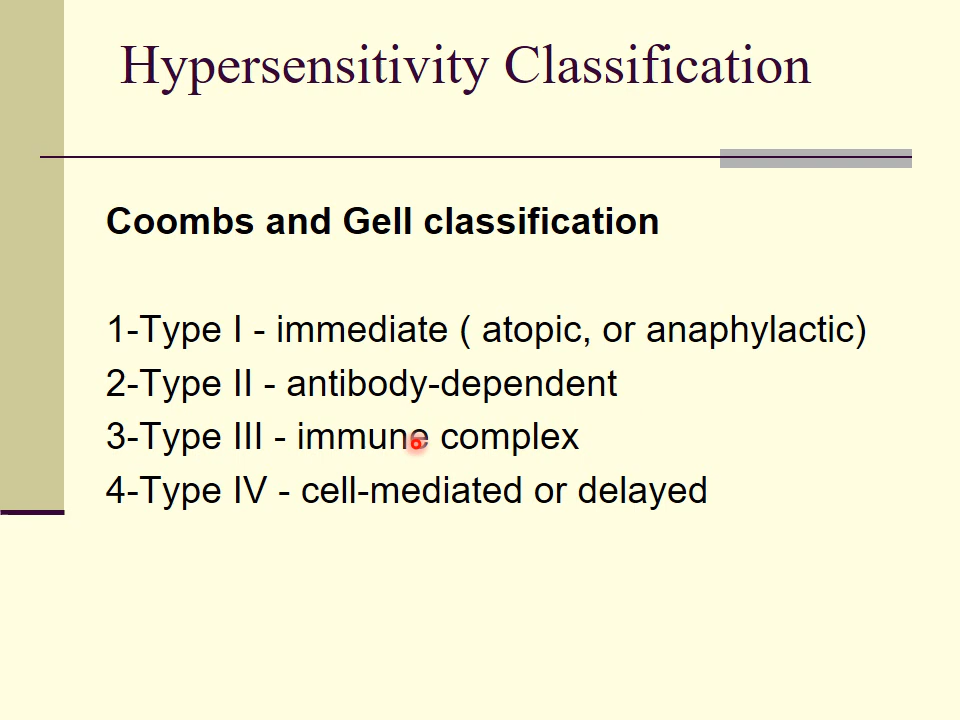 Hypersensitivity Classification
Coombs and Gell classification
1-Type I - immediate ( atopic, or anaphylactic)
2-Type II - antibody-dependent
3-Type III - immune complex
4-Type IV - cell-mediated or delayed